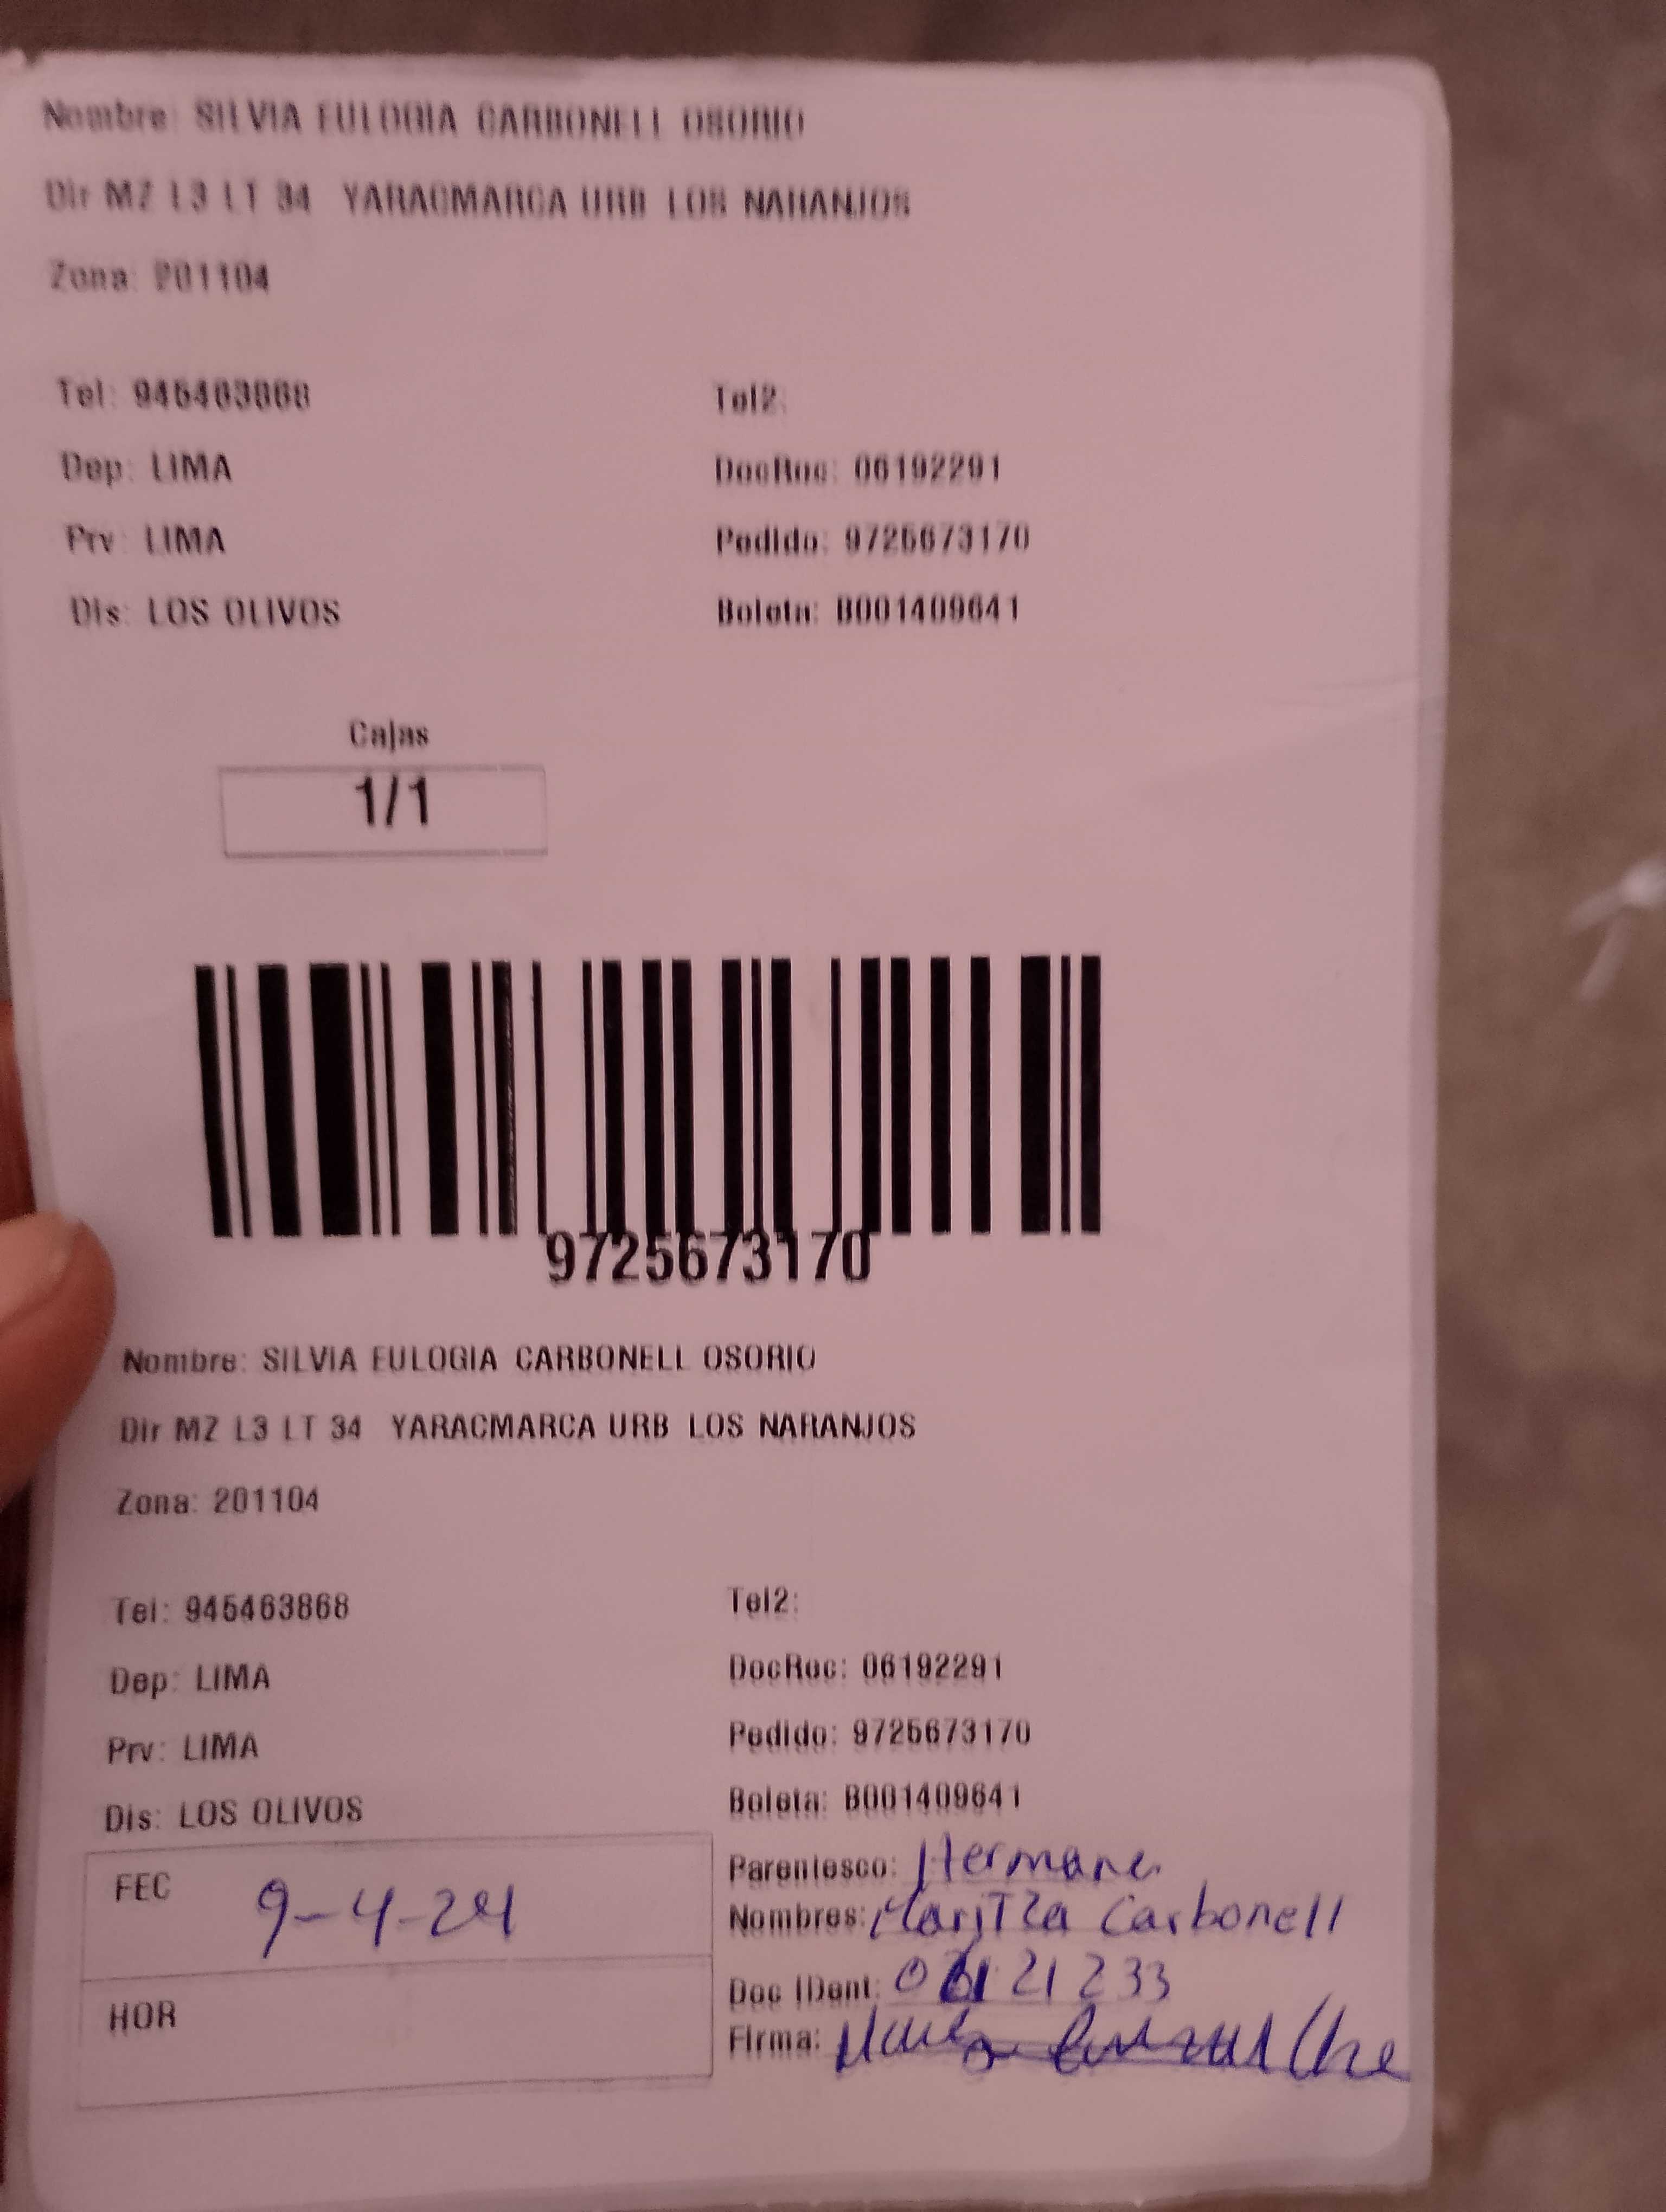 Nombre: SILVIA EULOGIA CARBONELL OSORIO
Dir MZ L3 LT 34 YARACMARCA URB LOS NARANJOS
Zona: 201104
Tel: 945463868 Tel2:
Dep: LIMA DocRec: 06192291
Prv: LIMA Pedido: 9725673170
Dis: LOS OLIVOS Boleta: B001409641
Cajas
1/1
9725673170
Nombre: SILVIA EULOGIA CARBONELL OSORIO
Dir MZ L3 LT 34 YARACMARCA URB LOS NARANJOS
Zona: 201104
Tel: 945463868 Tel2:
Dep: LIMA DocRec: 06192291
Prv: LIMA Pedido: 9725673170
Dis: LOS OLIVOS Boleta: B001409641
FEC 9-4-24
HOR
Parentesco: Hermana
Nombres: Maritza Carbonell
Doc IDent:
Firma: